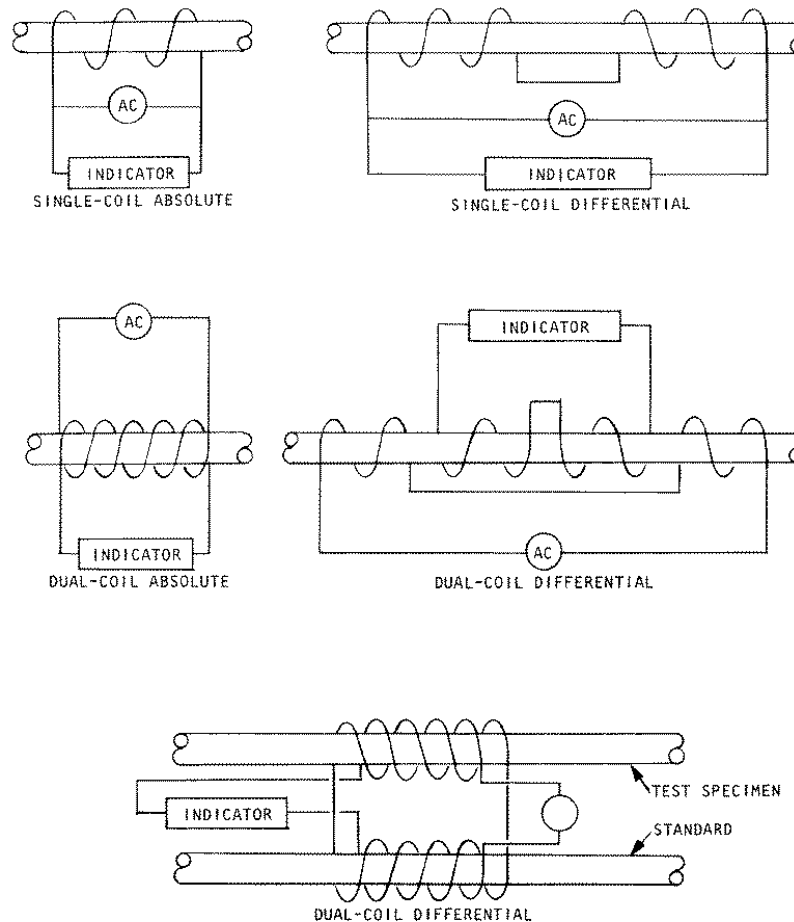 AC
INDICATOR
SINGLE-COIL ABSOLUTE
AC
INDICATOR
SINGLE-COIL DIFFERENTIAL
AC
INDICATOR
DUAL-COIL ABSOLUTE
INDICATOR
AC
DUAL-COIL DIFFERENTIAL
INDICATOR
TEST SPECIMEN
STANDARD
DUAL-COIL DIFFERENTIAL